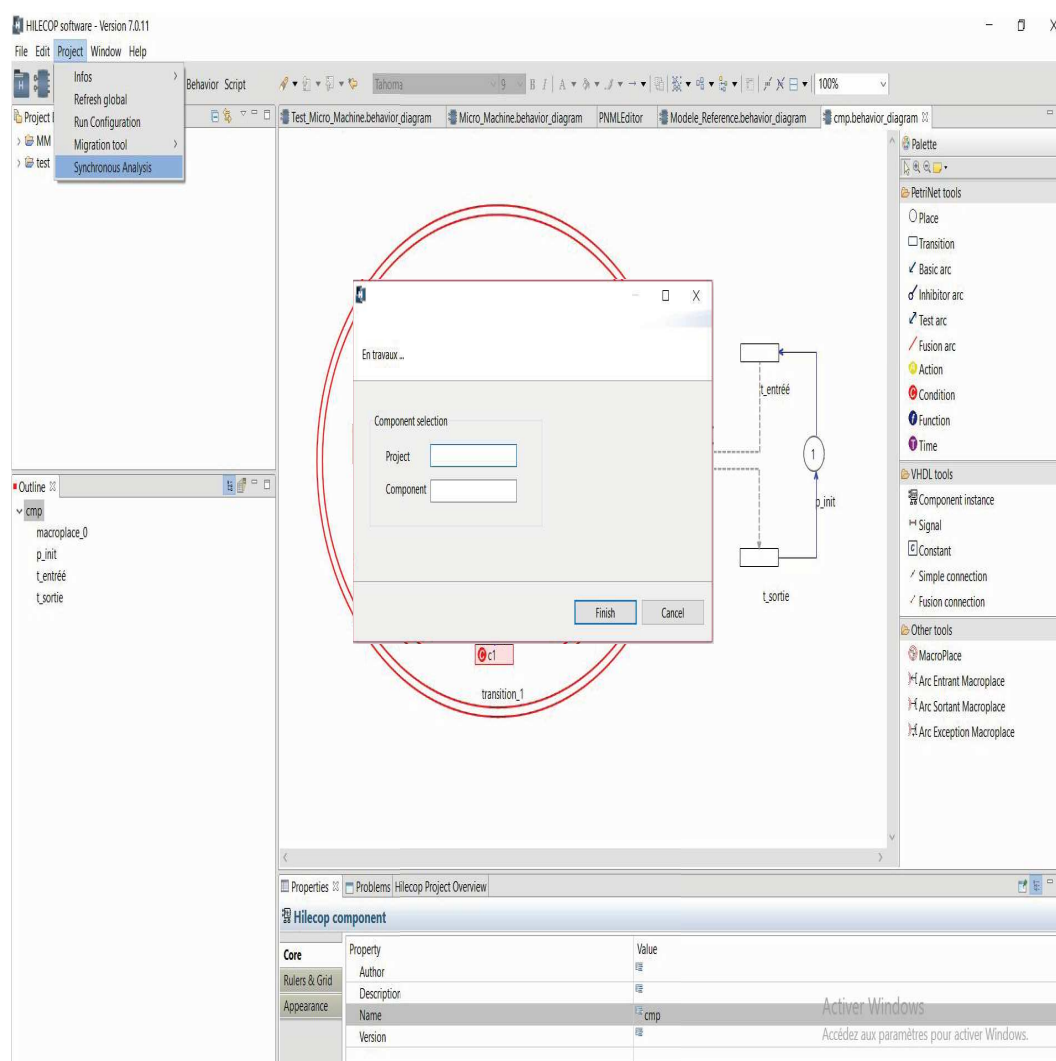 HILECOP software - Version 7.0.11
File Edit Project Window Help
Infos
Refresh global
Run Configuration
Migration tool
Synchronous Analysis
Behavior Script
Tahoma 9 B I A 100%
Project
MM
test
Test_Micro_Machine.behavior_diagram Micro_Machine.behavior_diagram PNMLEditor Modele_Reference.behavior_diagram cmp.behavior_diagram
Palette
PetriNet tools
Place
Transition
Basic arc
Inhibitor arc
Test arc
Fusion arc
Action
Condition
Function
Time
VHDL tools
Component instance
Signal
Constant
Simple connection
Fusion connection
Other tools
MacroPlace
Arc Entrant Macroplace
Arc Sortant Macroplace
Arc Exception Macroplace
En travaux ...
Component selection
Project
Component
Finish Cancel
t_entréé
1
p_init
t_sortie
c1
transition_1
Outline
cmp
macroplace_0
p_init
t_entréé
t_sortie
Properties Problems Hilecop Project Overview
Hilecop component
Core
Rulers & Grid
Appearance
Property Value
Author
Description
Name cmp
Version
Activer Windows
Accédez aux paramètres pour activer Windows.